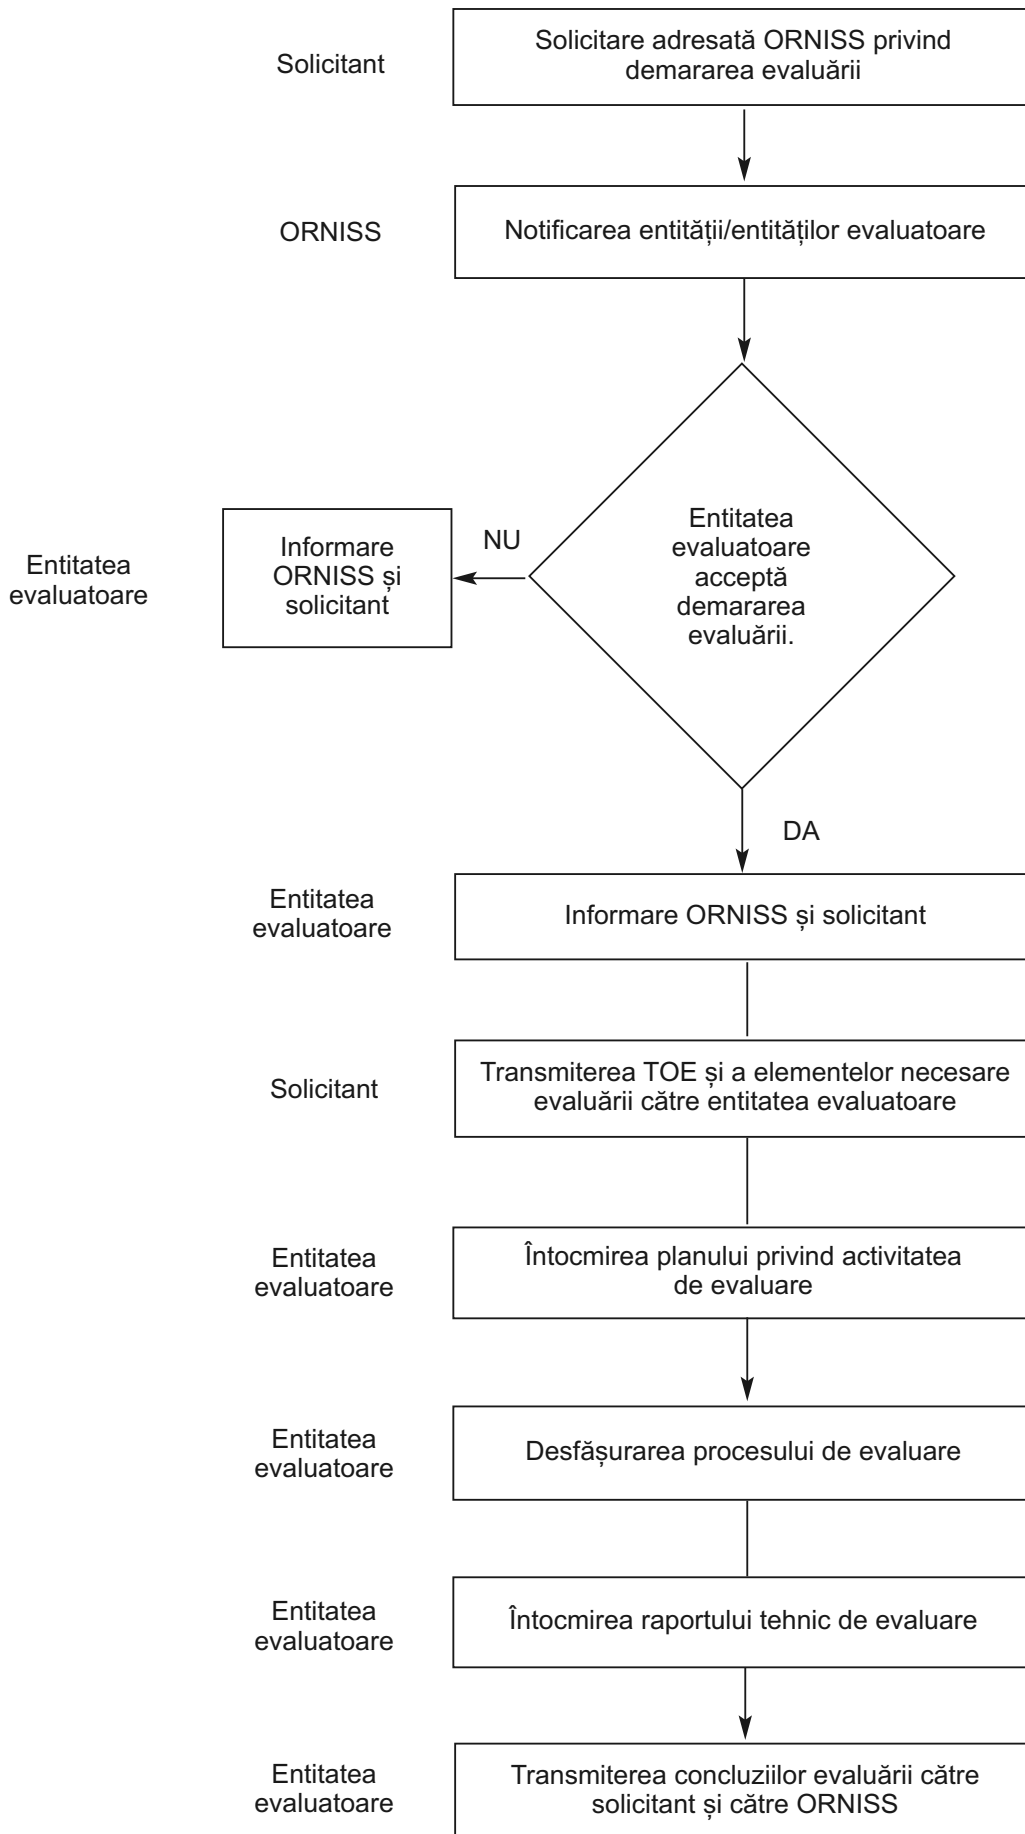 Solicitant
Solicitare adresată ORNISS privind
demararea evaluării
ORNISS
Notificarea entității/entităților evaluatoare
Entitatea
evaluatoare
Informare
ORNISS și
solicitant
NU
Entitatea
evaluatoare
acceptă
demararea
evaluării.
DA
Entitatea
evaluatoare
Informare ORNISS și solicitant
Solicitant
Transmiterea TOE și a elementelor necesare
evaluării către entitatea evaluatoare
Entitatea
evaluatoare
Întocmirea planului privind activitatea
de evaluare
Entitatea
evaluatoare
Desfășurarea procesului de evaluare
Entitatea
evaluatoare
Întocmirea raportului tehnic de evaluare
Entitatea
evaluatoare
Transmiterea concluziilor evaluării către
solicitant și către ORNISS